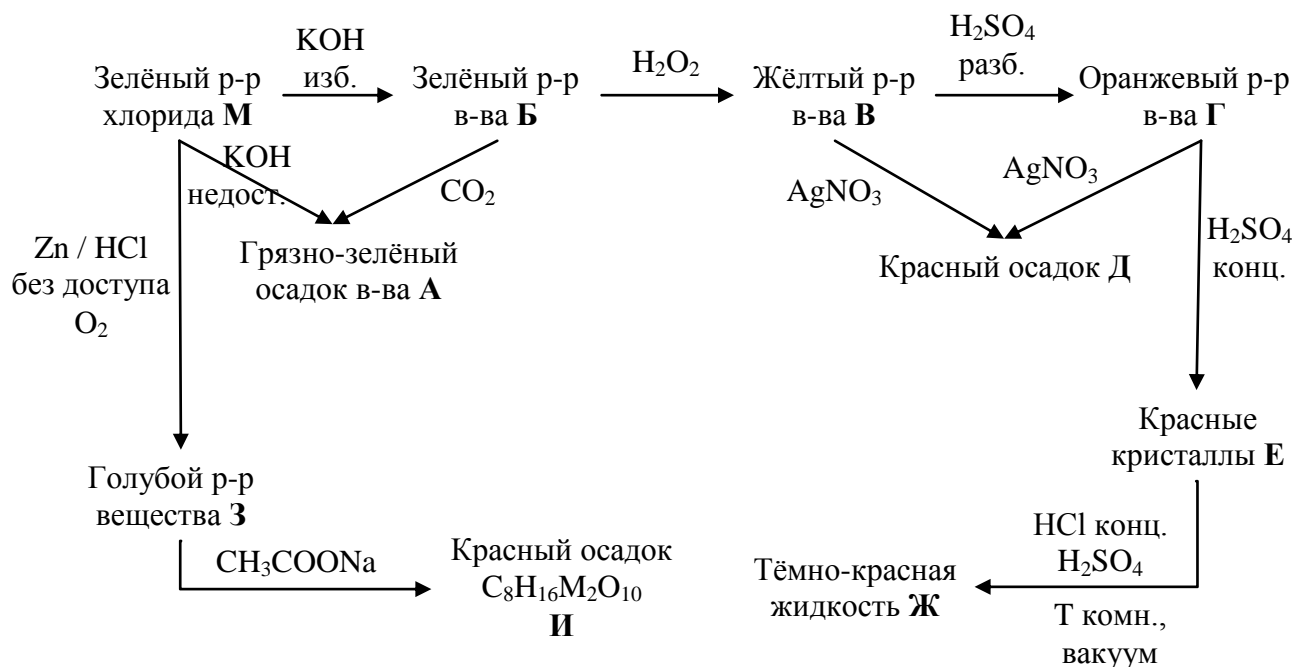 KOH
изб.
H₂O₂
H₂SO₄
разб.
Зелёный р-р
хлорида М
Зелёный р-р
в-ва Б
Жёлтый р-р
в-ва В
Оранжевый р-р
в-ва Г
KOH
недост.
CO₂
AgNO₃
AgNO₃
Zn / HCl
без доступа
O₂
Грязно-зелёный
осадок в-ва А
Красный осадок Д
H₂SO₄
конц.
Красные
кристаллы Е
Голубой р-р
вещества З
CH₃COONa
Красный осадок
C₈H₁₆M₂O₁₀
И
Тёмно-красная
жидкость Ж
HCl конц.
H₂SO₄
Т комн.,
вакуум